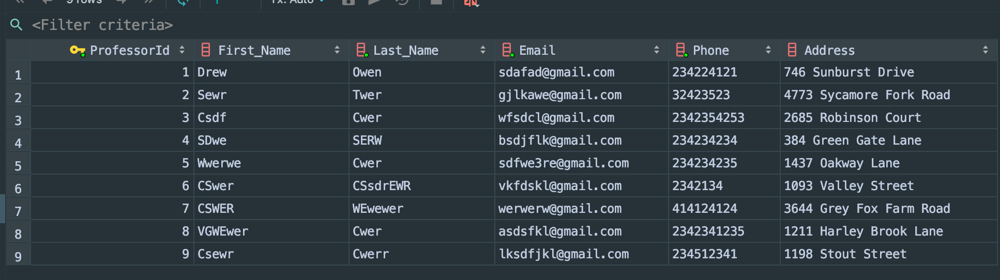 9 rows Tx: Auto
<Filter criteria>
ProfessorId First_Name Last_Name Email Phone Address
1 1 Drew Owen sdafad@gmail.com 234224121 746 Sunburst Drive
2 2 Sewr Twer gjlkawe@gmail.com 32423523 4773 Sycamore Fork Road
3 3 Csdf Cwer wfsdcl@gmail.com 2342354253 2685 Robinson Court
4 4 SDwe SERW bsdjflk@gmail.com 234234234 384 Green Gate Lane
5 5 Wwerwe Cwer sdfwe3re@gmail.com 234234235 1437 Oakway Lane
6 6 CSwer CSsdrEWR vkfdskl@gmail.com 2342134 1093 Valley Street
7 7 CSWER WEwewer werwerw@gmail.com 414124124 3644 Grey Fox Farm Road
8 8 VGWEwer Cwer asdsfkl@gmail.com 2342341235 1211 Harley Brook Lane
9 9 Csewr Cwerr lksdfjkl@gmail.com 234512341 1198 Stout Street